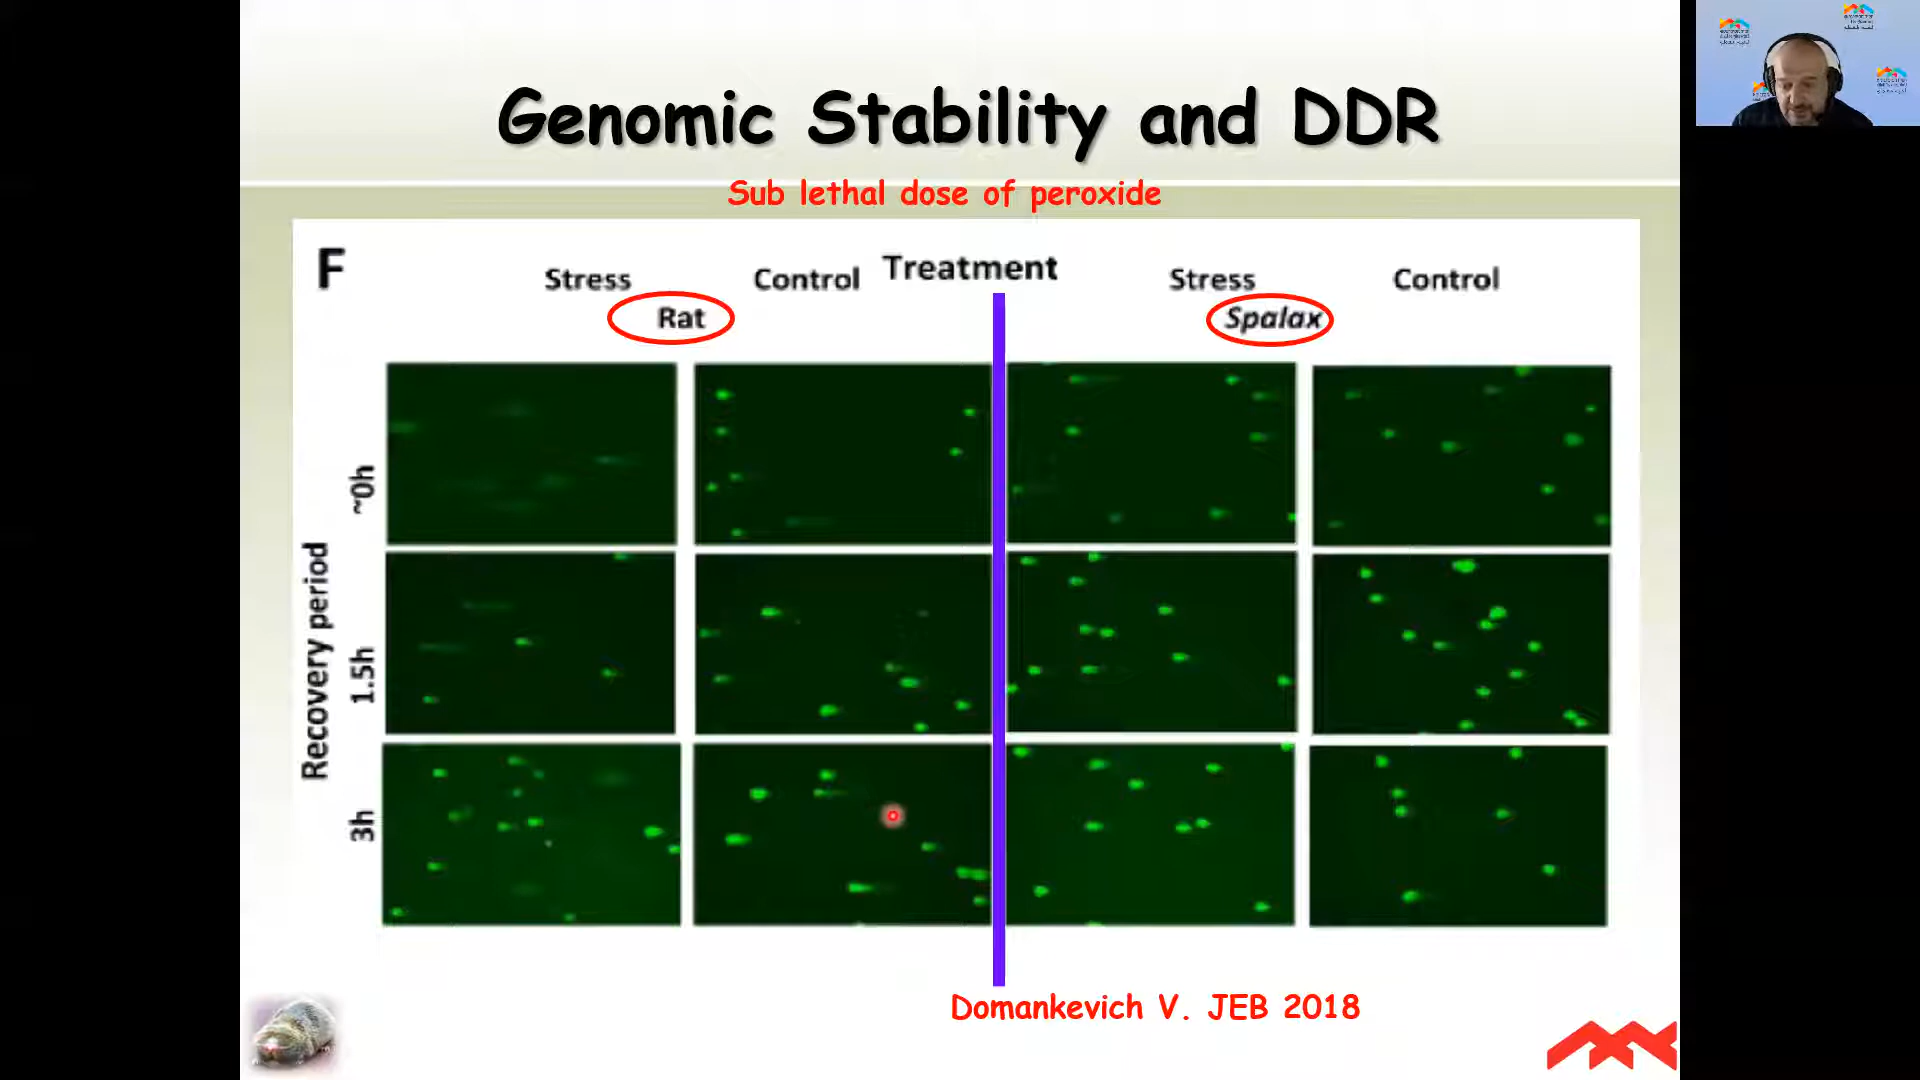 Genomic Stability and DDR
Sub lethal dose of peroxide
F
Treatment
Stress Control Stress Control
Rat Spalax
Recovery period
~0h
1.5h
3h
Domankevich V. JEB 2018